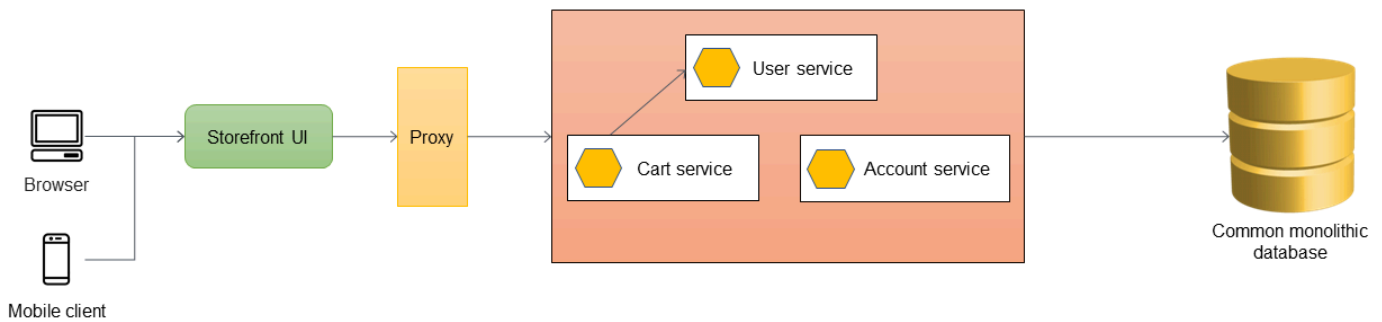 Browser
Mobile client
Storefront UI
Proxy
User service
Cart service
Account service
Common monolithic
database